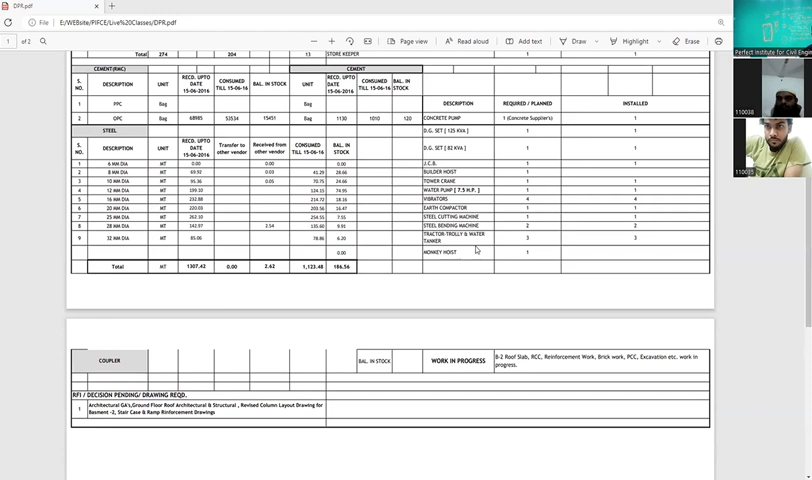 DPR.pdf
File
E:/WEBsite/PIFCE/Live%20Classes/DPR.pdf
1 of 2
Page view
Read aloud
Draw
Highlight
Erase
Perfect Institute for Civil Engi
110038
110035
Total 274 204 13 STORE KEEPER 1 1
CEMENT(RMC) CEMENT
S. NO. DESCRIPTION UNIT RECD. UPTO DATE 15-06-2016 CONSUMED TILL 15-06-16 BAL. IN STOCK UNIT RECD. UPTO DATE 15-06-2016 CONSUMED TILL 15-06-16 BAL. IN STOCK DESCRIPTION REQUIRED / PLANNED INSTALLED
1 PPC Bag Bag
2 OPC Bag 68985 53534 15451 Bag 1130 1010 120 CONCRETE PUMP 1 (Concrete Supplier's) 1
STEEL D.G. SET [ 125 KVA ] 1 1
S. NO. DESCRIPTION UNIT RECD. UPTO DATE 15-06-2016 Transfer to other vendor Received from other vendor CONSUMED TILL 15-06-16 BAL. IN STOCK D.G. SET [ 82 KVA ] 1 1
1 6 MM DIA MT 0.00 0.00 J.C.B. 1
2 8 MM DIA MT 69.92 0.03 41.29 28.66 BUILDER HOIST 1
3 10 MM DIA MT 95.36 0.05 70.75 24.66 TOWER CRANE 1 1
4 12 MM DIA MT 199.10 124.15 74.95 WATER PUMP [ 7.5 H.P. ] 1 1
5 16 MM DIA MT 232.88 214.72 18.16 VIBRATORS 4 4
6 20 MM DIA MT 220.03 203.56 16.47 EARTH COMPACTOR 1 1
7 25 MM DIA MT 262.10 254.55 7.55 STEEL CUTTING MACHINE 1 1
8 28 MM DIA MT 142.97 2.54 135.60 9.91 STEEL BENDING MACHINE 2 2
9 32 MM DIA MT 85.06 78.86 6.20 TRACTOR-TROLLY & WATER TANKER 3 3
0.00 MONKEY HOIST 1
Total MT 1307.42 0.00 2.62 1,123.48 186.56
COUPLER BAL. IN STOCK WORK IN PROGRESS B-2 Roof Slab, RCC, Reinforcement Work, Brick work, PCC, Excavation etc. work in
progress.
RFI / DECISION PENDING/ DRAWING REQD.
1 Architectural GA's,Ground Floor Roof Architectural & Structural , Revised Column Layout Drawing for
Basment -2, Stair Case & Ramp Rinforcement Drawings